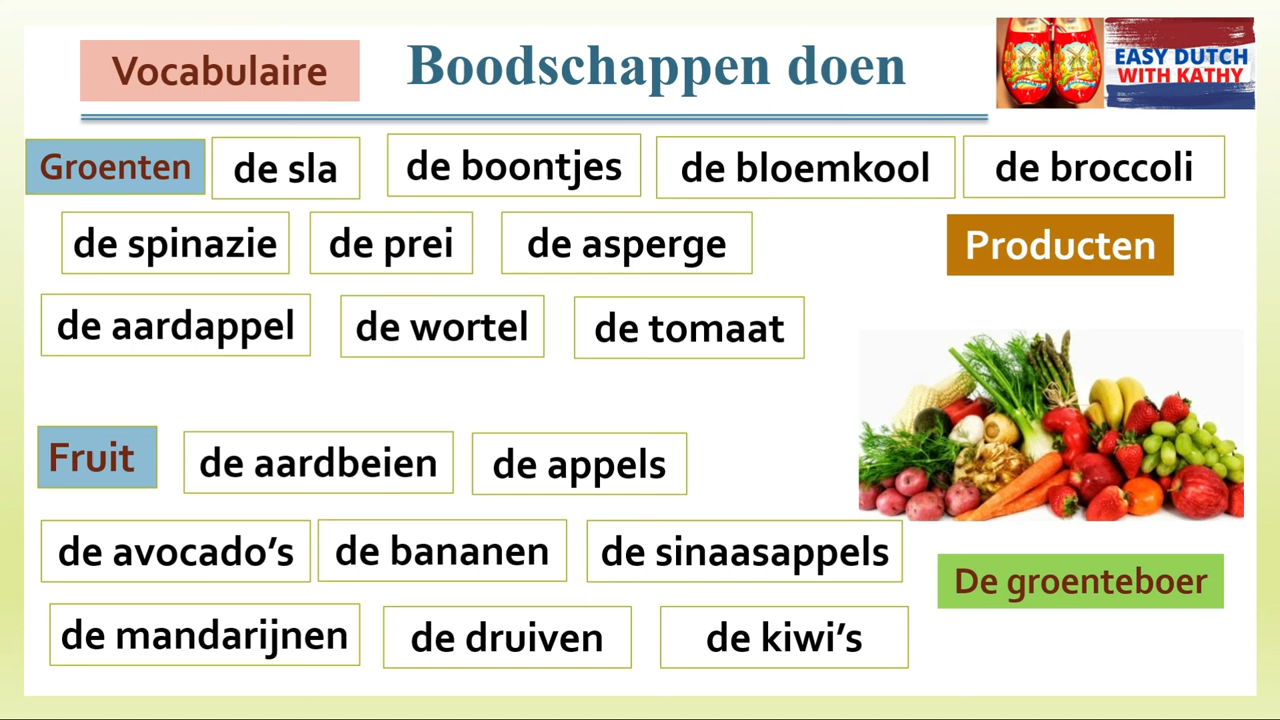 Vocabulaire
Boodschappen doen
EASY DUTCH
WITH KATHY
Groenten
de sla
de boontjes
de bloemkool
de broccoli
de spinazie
de prei
de asperge
Producten
de aardappel
de wortel
de tomaat
Fruit
de aardbeien
de appels
de avocado’s
de bananen
de sinaasappels
De groenteboer
de mandarijnen
de druiven
de kiwi’s